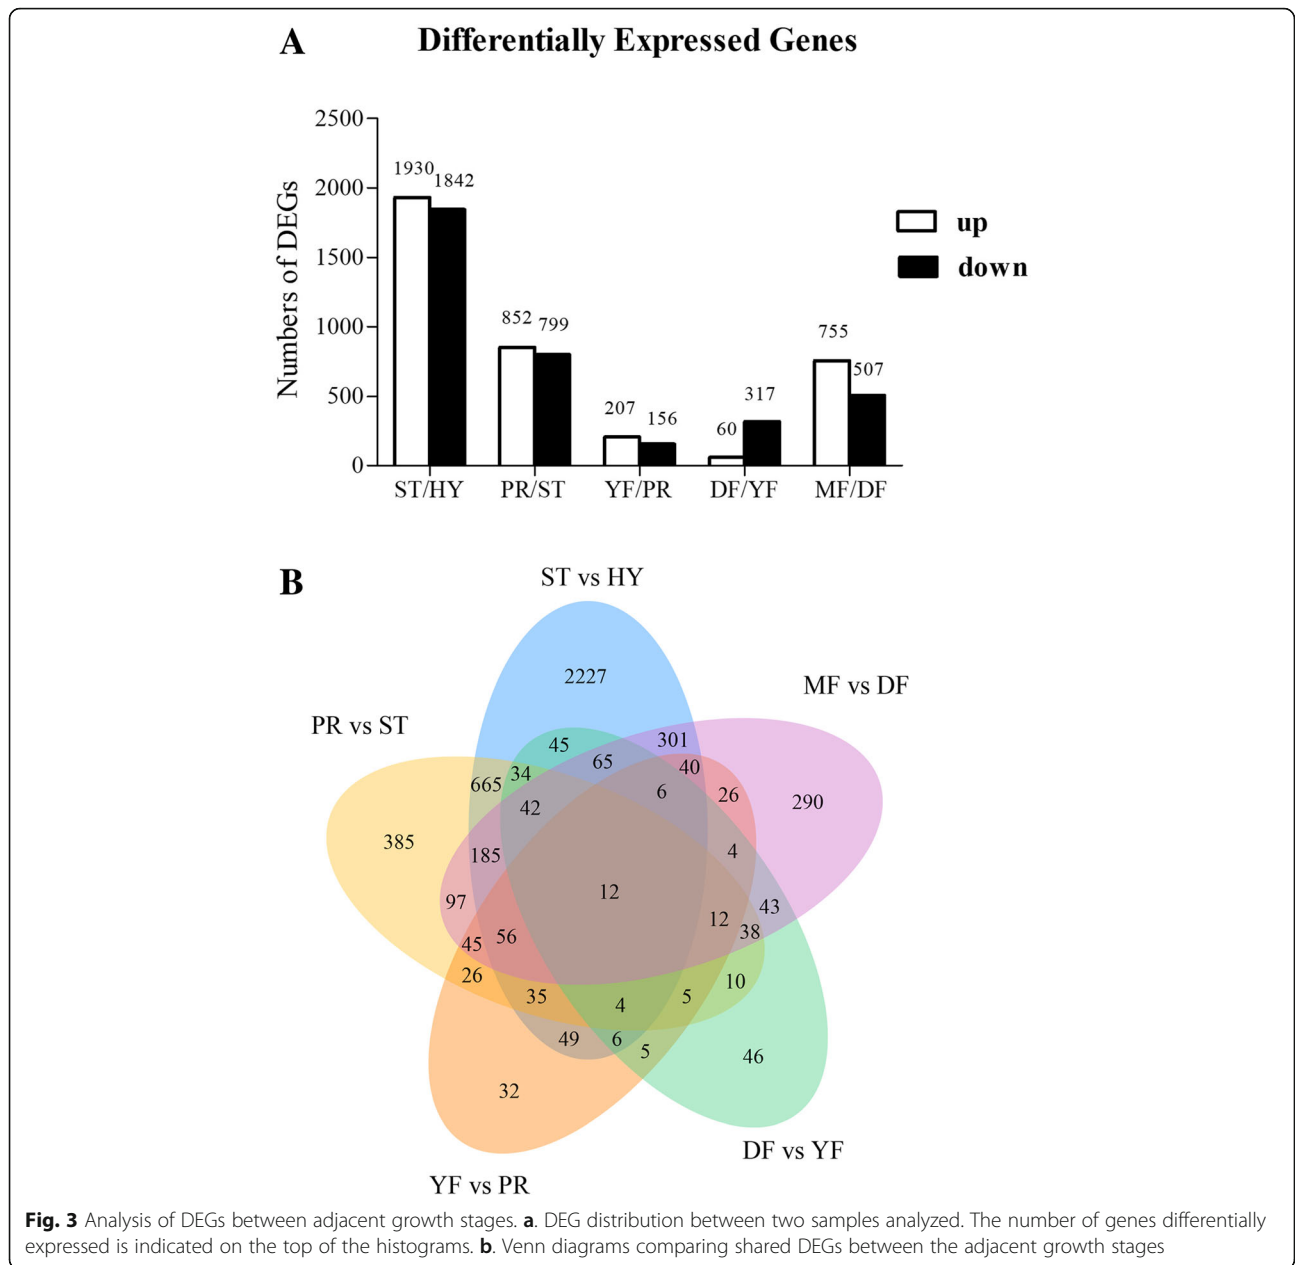 A
Differentially Expressed Genes
Numbers of DEGs
2500
2000
1500
1000
500
0
1930
1842
852
799
207
156
60
317
755
507
ST/HY
PR/ST
YF/PR
DF/YF
MF/DF
up
down
B
ST vs HY
MF vs DF
PR vs ST
2227
45
301
65
40
34
665
6
26
290
42
385
185
4
12
97
43
12
38
56
45
26
10
35
5
4
49
6
5
46
32
DF vs YF
YF vs PR
Fig. 3 Analysis of DEGs between adjacent growth stages. a. DEG distribution between two samples analyzed. The number of genes differentially
expressed is indicated on the top of the histograms. b. Venn diagrams comparing shared DEGs between the adjacent growth stages